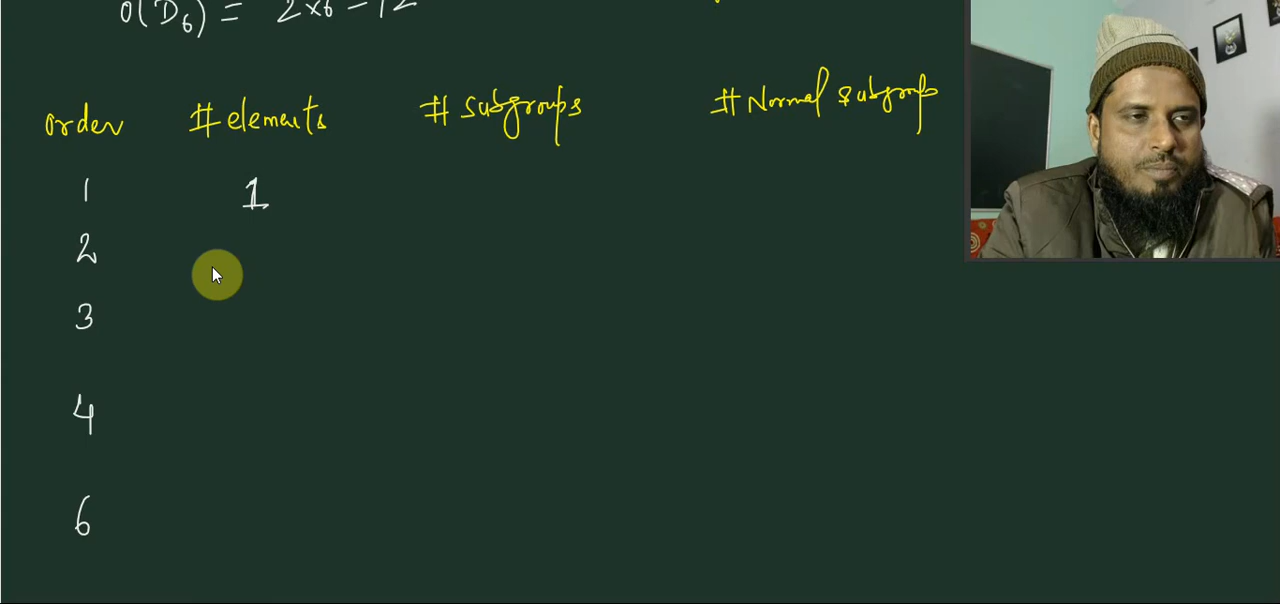 O(D₆) = 2×6 = 12
order # elements # subgroups # Normal subgroups
1 1
2
3
4
6